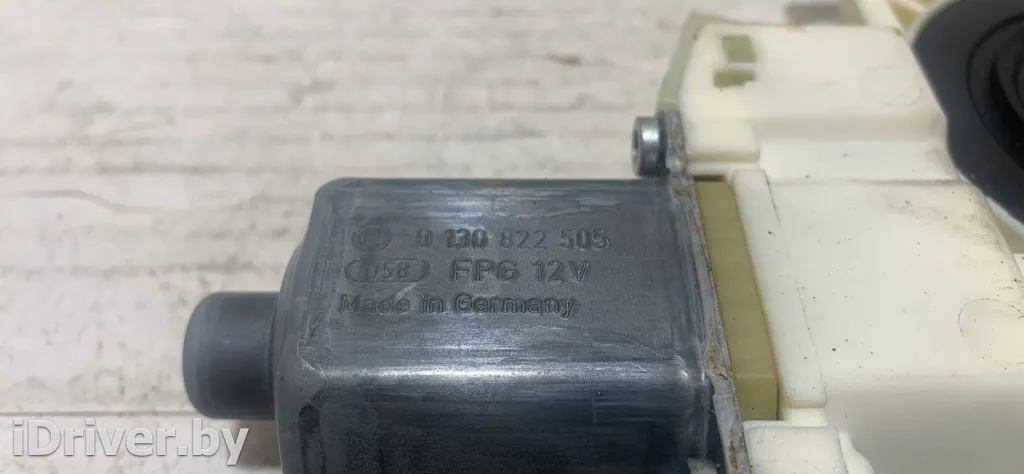 0 130 822 505
058 FPG 12V
Made in Germany
iDriver.by